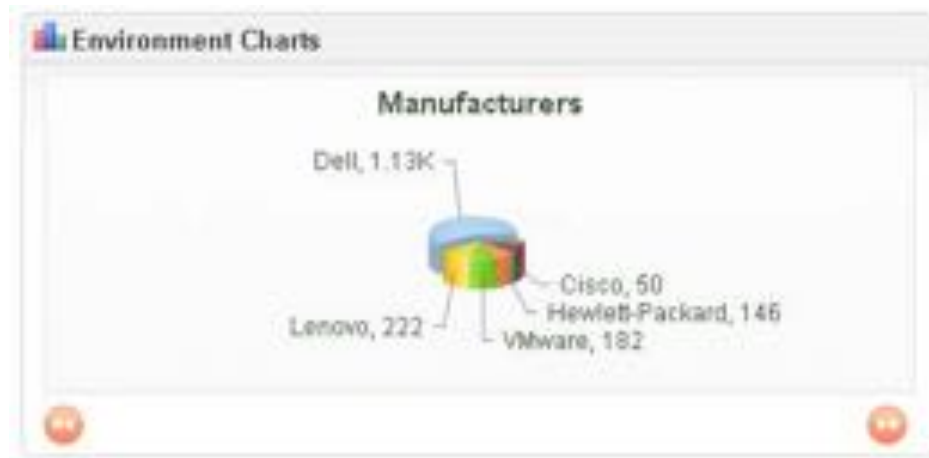 Environment Charts
Manufacturers
Dell, 1.13K
Cisco, 50
Hewlett-Packard, 146
Lenovo, 222
VMware, 182